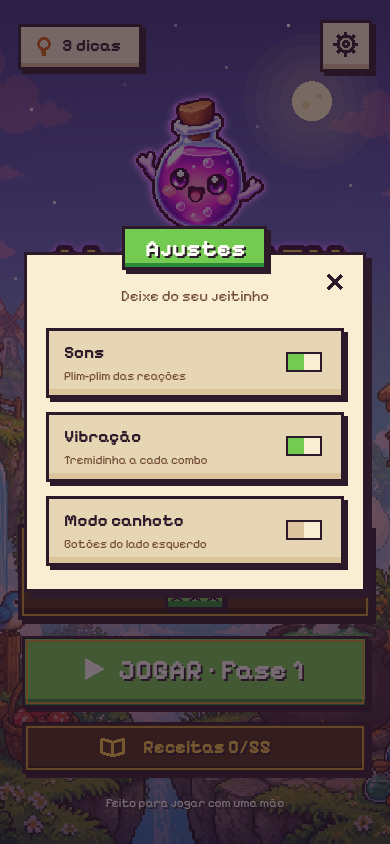 3 dicas
Ajustes
Deixe do seu jeitinho
Sons
Plim-plim das reações
Vibração
Tremidinha a cada combo
Modo canhoto
Botões do lado esquerdo
JOGAR · Fase 1
Receitas 0/55
Feito para jogar com uma mão